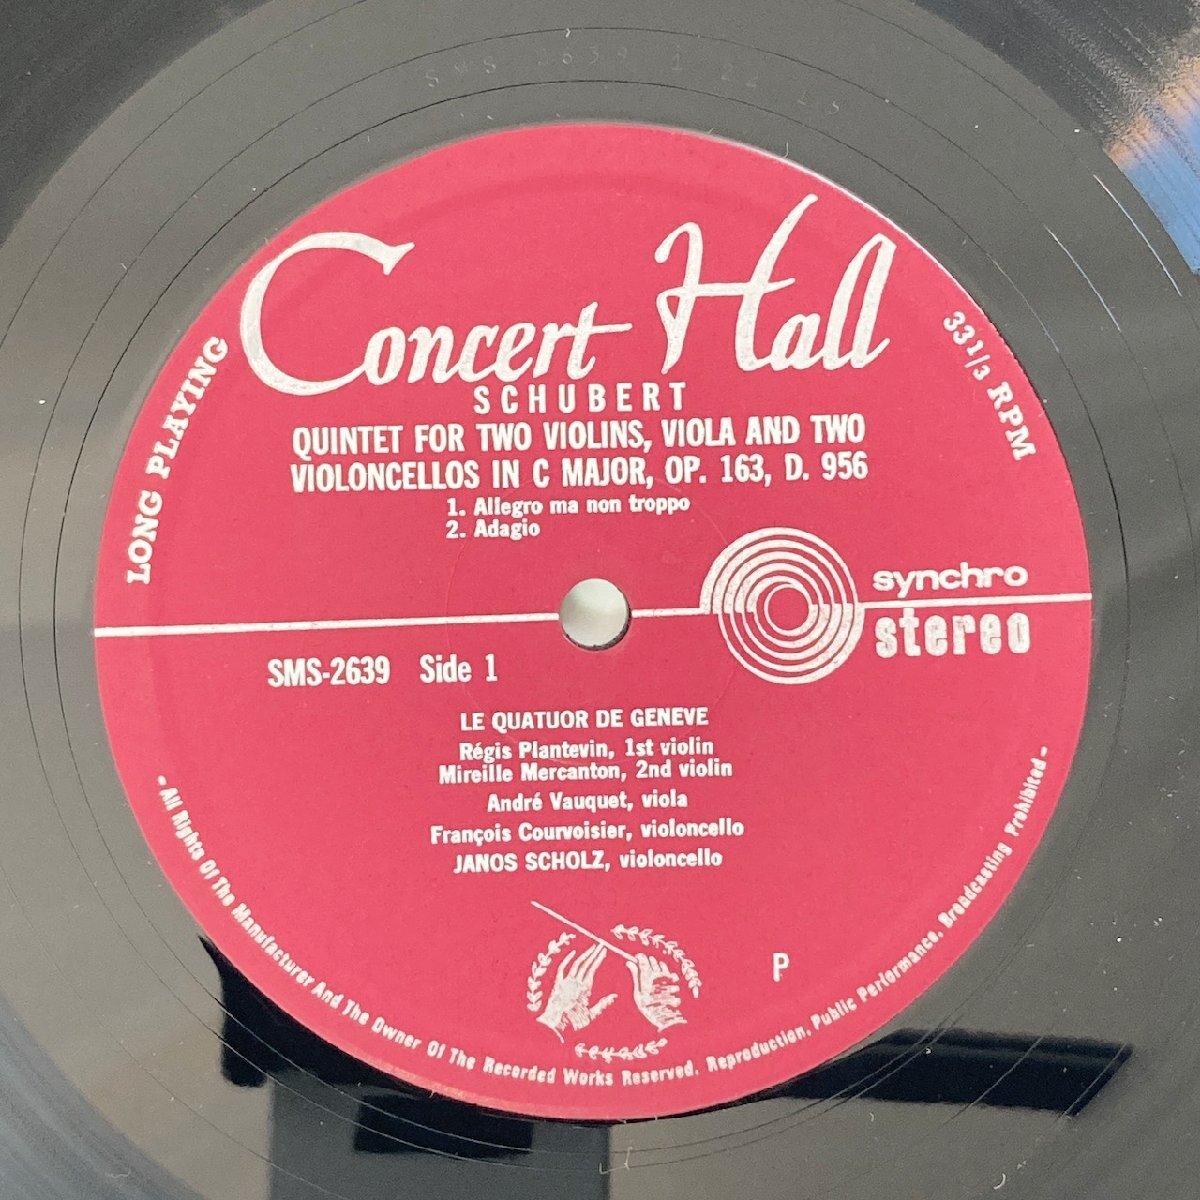 Concert Hall
LONG PLAYING
33 1/3 RPM
SCHUBERT
QUINTET FOR TWO VIOLINS, VIOLA AND TWO
VIOLONCELLOS IN C MAJOR, OP. 163, D. 956
1. Allegro ma non troppo
2. Adagio
synchro
stereo
SMS-2639 Side 1
LE QUATUOR DE GENEVE
Régis Plantevin, 1st violin
Mireille Mercanton, 2nd violin
André Vauquet, viola
François Courvoisier, violoncello
JANOS SCHOLZ, violoncello
P
- All Rights Of The Manufacturer And The Owner Of The Recorded Works Reserved. Reproduction, Public Performance, Broadcasting Prohibited -